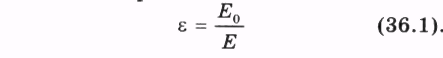 ε = E₀ / E (36.1).